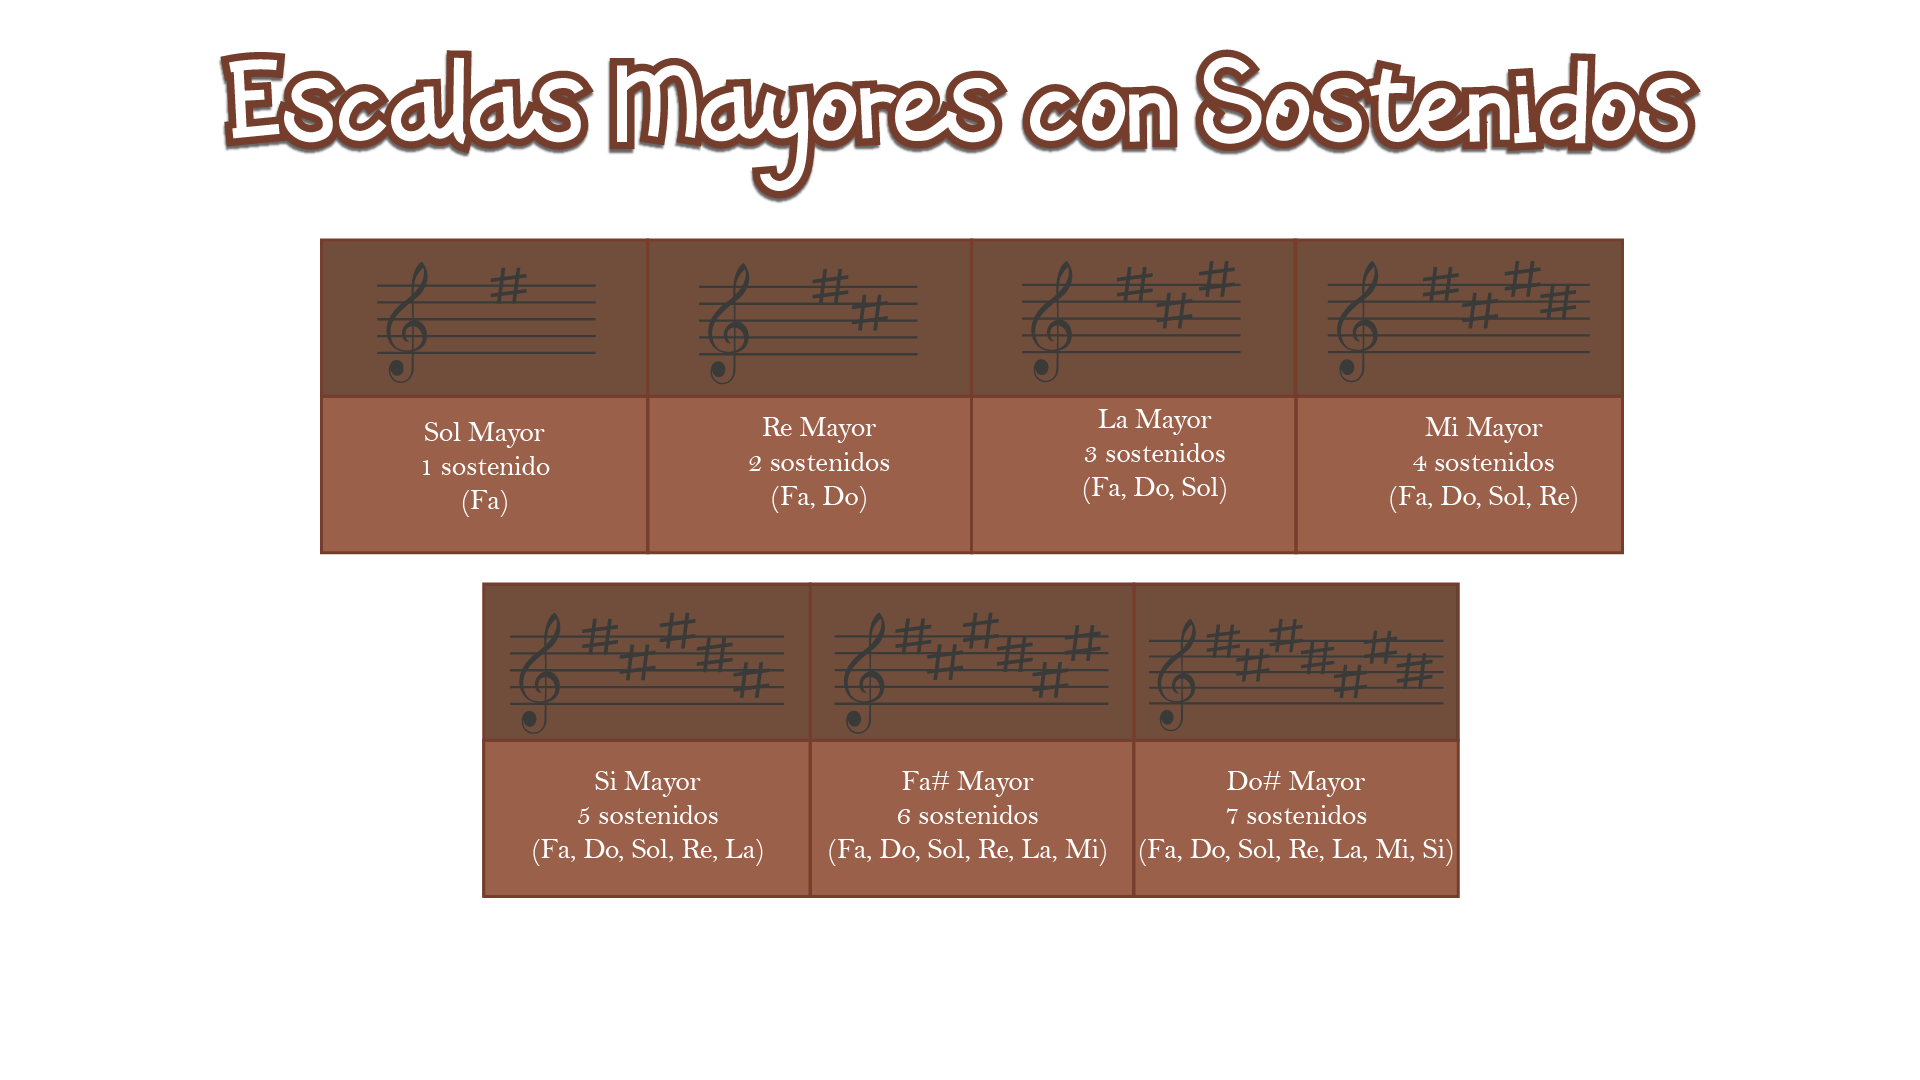 Escalas Mayores con Sostenidos
Sol Mayor
1 sostenido
(Fa)
Re Mayor
2 sostenidos
(Fa, Do)
La Mayor
3 sostenidos
(Fa, Do, Sol)
Mi Mayor
4 sostenidos
(Fa, Do, Sol, Re)
Si Mayor
5 sostenidos
(Fa, Do, Sol, Re, La)
Fa# Mayor
6 sostenidos
(Fa, Do, Sol, Re, La, Mi)
Do# Mayor
7 sostenidos
(Fa, Do, Sol, Re, La, Mi, Si)